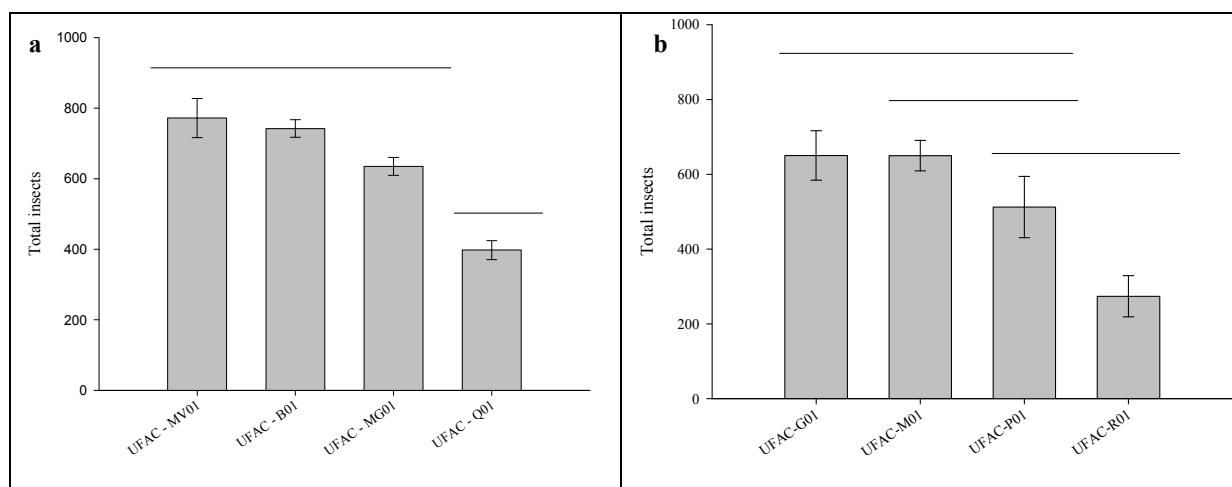 a
1000
800
600
400
200
0
Total insects
UFAC - MV01
UFAC - B01
UFAC - MG01
UFAC - Q01
b
1000
800
600
400
200
0
Total insects
UFAC-G01
UFAC-M01
UFAC-P01
UFAC-R01